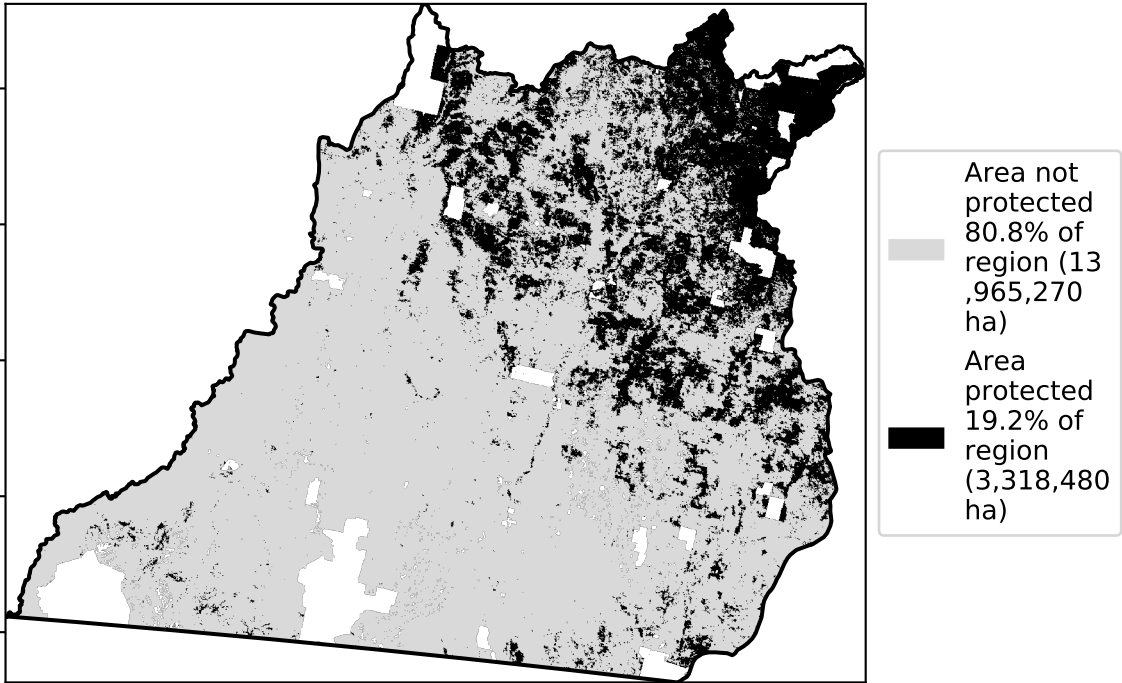 Area not
protected
80.8% of
region (13
,965,270
ha)
Area
protected
19.2% of
region
(3,318,480
ha)